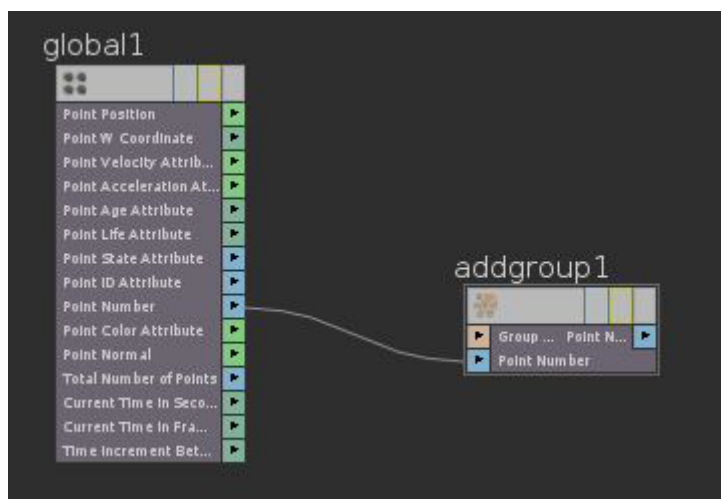 global1
Point Position
Point W Coordinate
Point Velocity Attrib...
Point Acceleration At...
Point Age Attribute
Point Life Attribute
Point State Attribute
Point ID Attribute
Point Number
Point Color Attribute
Point Normal
Total Number of Points
Current Time In Seco...
Current Time In Fra...
Time Increment Bet...
addgroup1
Group ... Point N...
Point Number